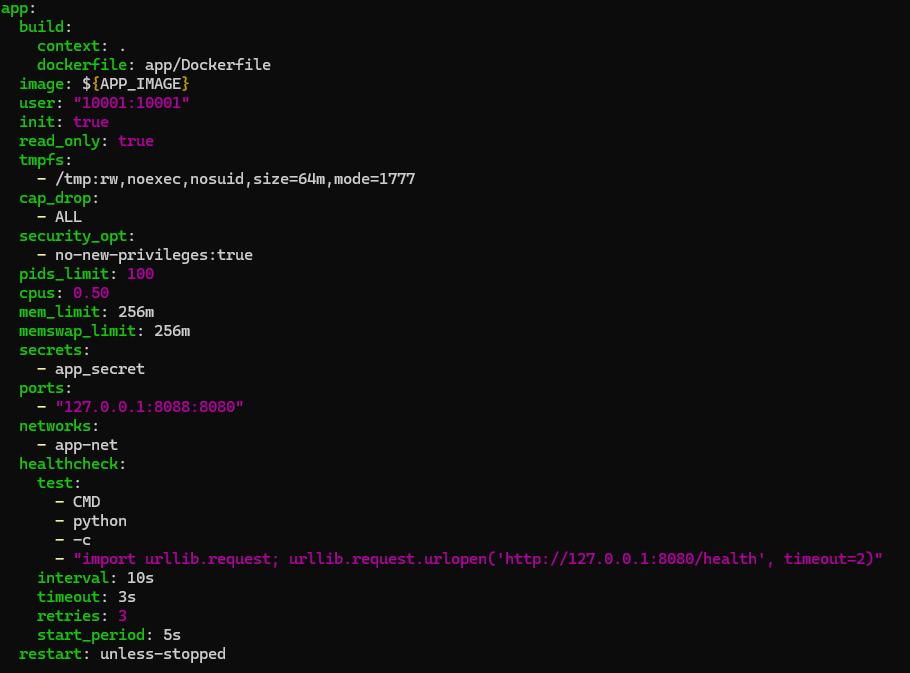 app:
  build:
    context: .
    dockerfile: app/Dockerfile
  image: ${APP_IMAGE}
  user: "10001:10001"
  init: true
  read_only: true
  tmpfs:
    - /tmp:rw,noexec,nosuid,size=64m,mode=1777
  cap_drop:
    - ALL
  security_opt:
    - no-new-privileges:true
  pids_limit: 100
  cpus: 0.50
  mem_limit: 256m
  memswap_limit: 256m
  secrets:
    - app_secret
  ports:
    - "127.0.0.1:8088:8080"
  networks:
    - app-net
  healthcheck:
    test:
      - CMD
      - python
      - -c
      - "import urllib.request; urllib.request.urlopen('http://127.0.0.1:8080/health', timeout=2)"
    interval: 10s
    timeout: 3s
    retries: 3
    start_period: 5s
  restart: unless-stopped